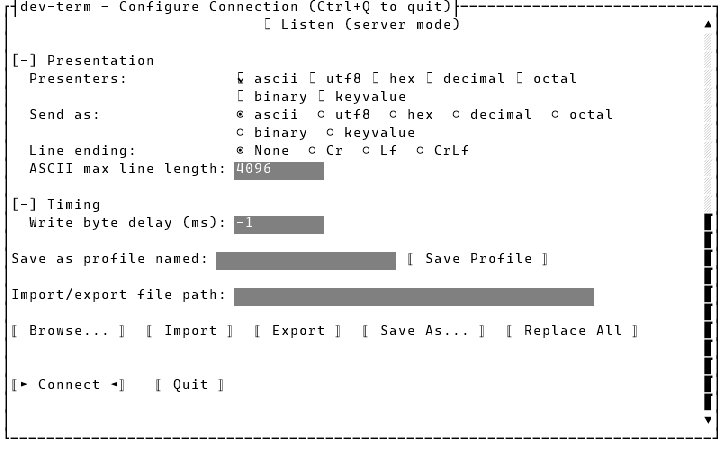 dev-term - Configure Connection (Ctrl+Q to quit)
Listen (server mode)
[-] Presentation
Presenters: ascii utf8 hex decimal octal
binary keyvalue
Send as: ascii utf8 hex decimal octal
binary keyvalue
Line ending: None Cr Lf CrLf
ASCII max line length: 4096
[-] Timing
Write byte delay (ms): -1
Save as profile named: [ Save Profile ]
Import/export file path:
[ Browse... ] [ Import ] [ Export ] [ Save As... ] [ Replace All ]
[► Connect ◄] [ Quit ]